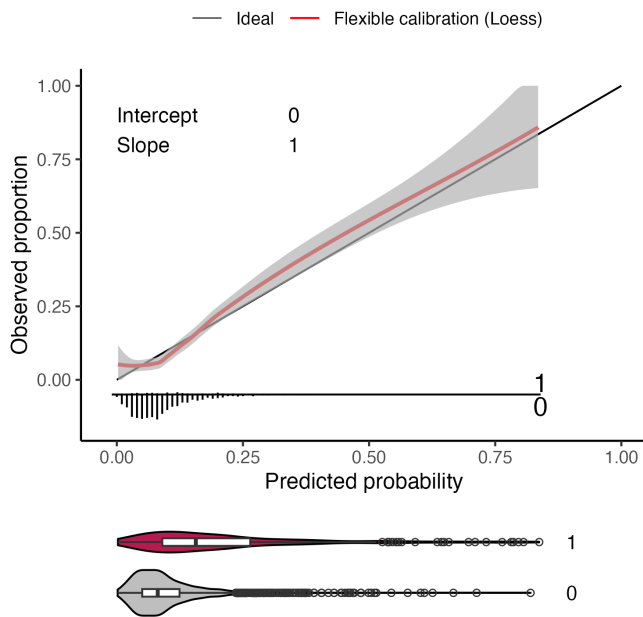 Ideal Flexible calibration (Loess)
1.00
Intercept 0
Slope 1
0.75
Observed proportion
0.50
0.25
0.00
1
0
0.00 0.25 0.50 0.75 1.00
Predicted probability
1
0